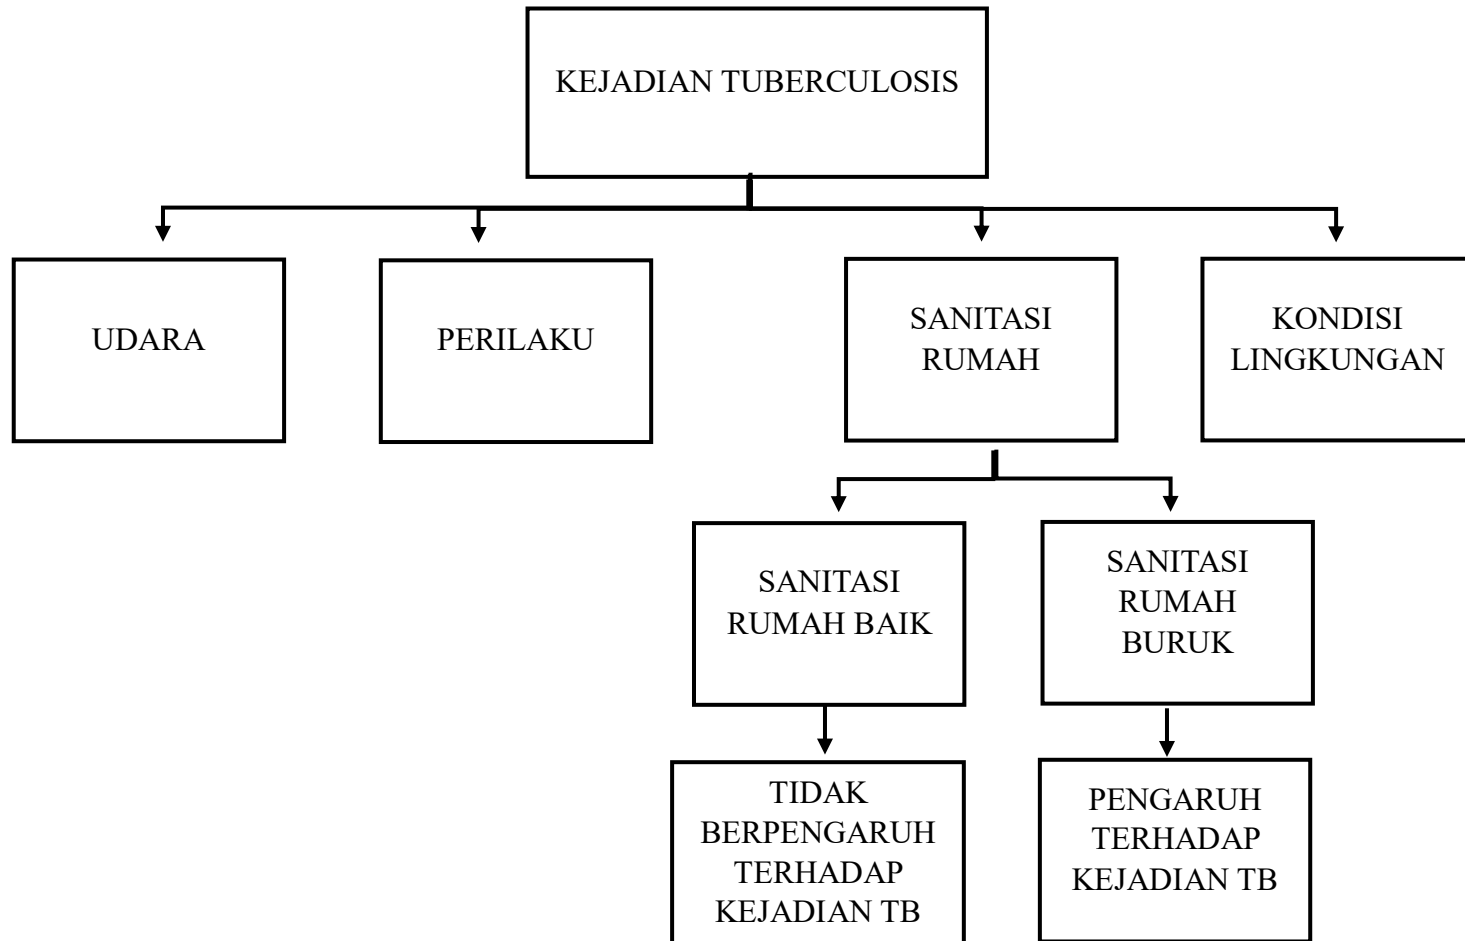 KEJADIAN TUBERCULOSIS
UDARA
PERILAKU
SANITASI
RUMAH
KONDISI
LINGKUNGAN
SANITASI
RUMAH BAIK
SANITASI
RUMAH
BURUK
TIDAK
BERPENGARUH
TERHADAP
KEJADIAN TB
PENGARUH
TERHADAP
KEJADIAN TB